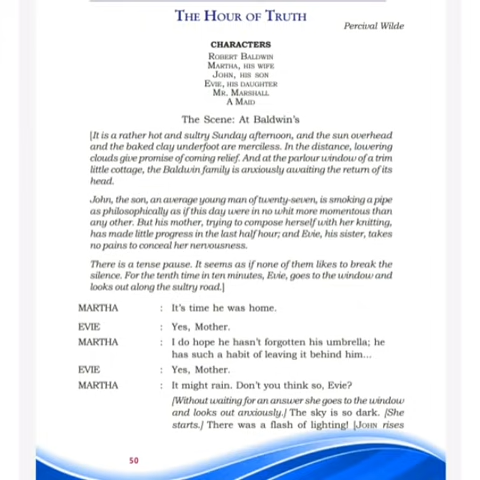 THE HOUR OF TRUTH
Percival Wilde
CHARACTERS
ROBERT BALDWIN
MARTHA, HIS WIFE
JOHN, HIS SON
EVIE, HIS DAUGHTER
MR. MARSHALL
A MAID
The Scene: At Baldwin's
[It is a rather hot and sultry Sunday afternoon, and the sun overhead
and the baked clay underfoot are merciless. In the distance, lowering
clouds give promise of coming relief. And at the parlour window of a trim
little cottage, the Baldwin family is anxiously awaiting the return of its
head.
John, the son, an average young man of twenty-seven, is smoking a pipe
as philosophically as if this day were in no whit more momentous than
any other. But his mother, trying to compose herself with her knitting,
has made little progress in the last half hour; and Evie, his sister, takes
no pains to conceal her nervousness.
There is a tense pause. It seems as if none of them likes to break the
silence. For the tenth time in ten minutes, Evie, goes to the window and
looks out along the sultry road.]
MARTHA : It's time he was home.
EVIE : Yes, Mother.
MARTHA : I do hope he hasn't forgotten his umbrella; he
has such a habit of leaving it behind him...
EVIE : Yes, Mother.
MARTHA : It might rain. Don't you think so, Evie?
[Without waiting for an answer she goes to the window
and looks out anxiously.] The sky is so dark. [She
starts.] There was a flash of lighting! [JOHN rises
50